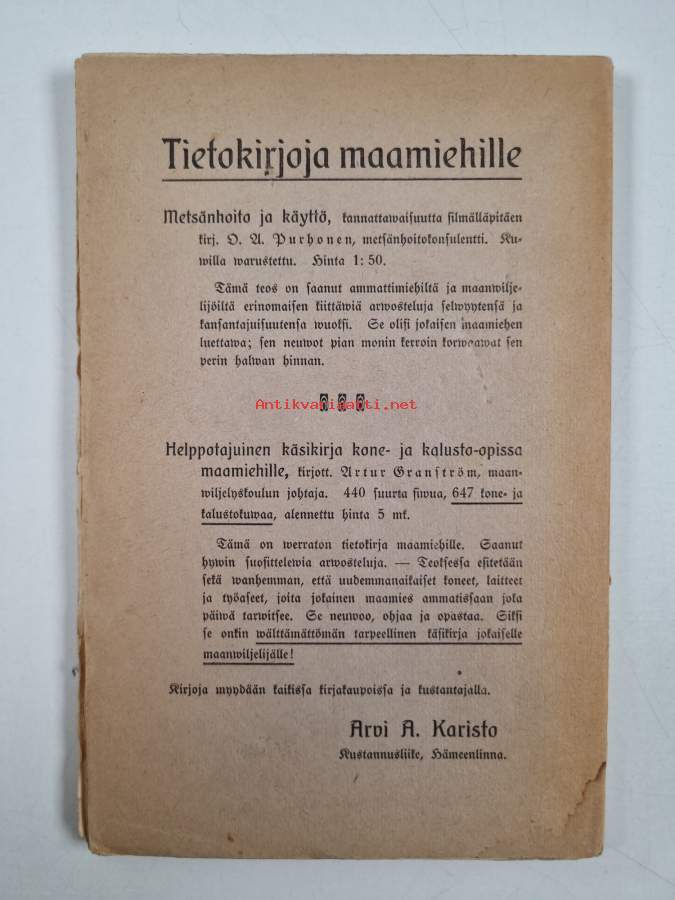 Tietokirjoja maamiehille
Metsänhoito ja käyttö, kannattawaisuutta silmälläpitäen
kirj. O. A. Purhonen, metsänhoitokonsulentti. Ku-
willa warustettu. Hinta 1: 50.
Tämä teos on saanut ammattimiehiltä ja maanwilje-
lijöiltä erinomaisen kiittäwiä arwosteluja selwyytensä ja
kansantajuisuutensa wuoksi. Se olisi jokaisen maamiehen
luettawa; sen neuwot pian monin kerroin korwaawat sen
perin halwan hinnan.
Antikvariaatti.net
Helppotajuinen käsikirja kone- ja kalusto-opissa
maamiehille, kirjott. Artur Granström, maan-
wiljelyskoulun johtaja. 440 suurta siwua, 647 kone- ja
kalustokuwaa, alennettu hinta 5 mk.
Tämä on werraton tietokirja maamiehille. Saanut
hywin suosittelewia arwosteluja. — Teoksessa esitetään
sekä wanhemman, että uudemmanaikaiset koneet, laitteet
ja työaseet, joita jokainen maamies ammatissaan joka
päiwä tarwitsee. Se neuwoo, ohjaa ja opastaa. Siksi
se onkin wälttämättömän tarpeellinen käsikirja jokaiselle
maanwiljelijälle!
Kirjoja myydään kaikissa kirjakaupoissa ja kustantajalla.
Arvi A. Karisto
Kustannusliike, Hämeenlinna.